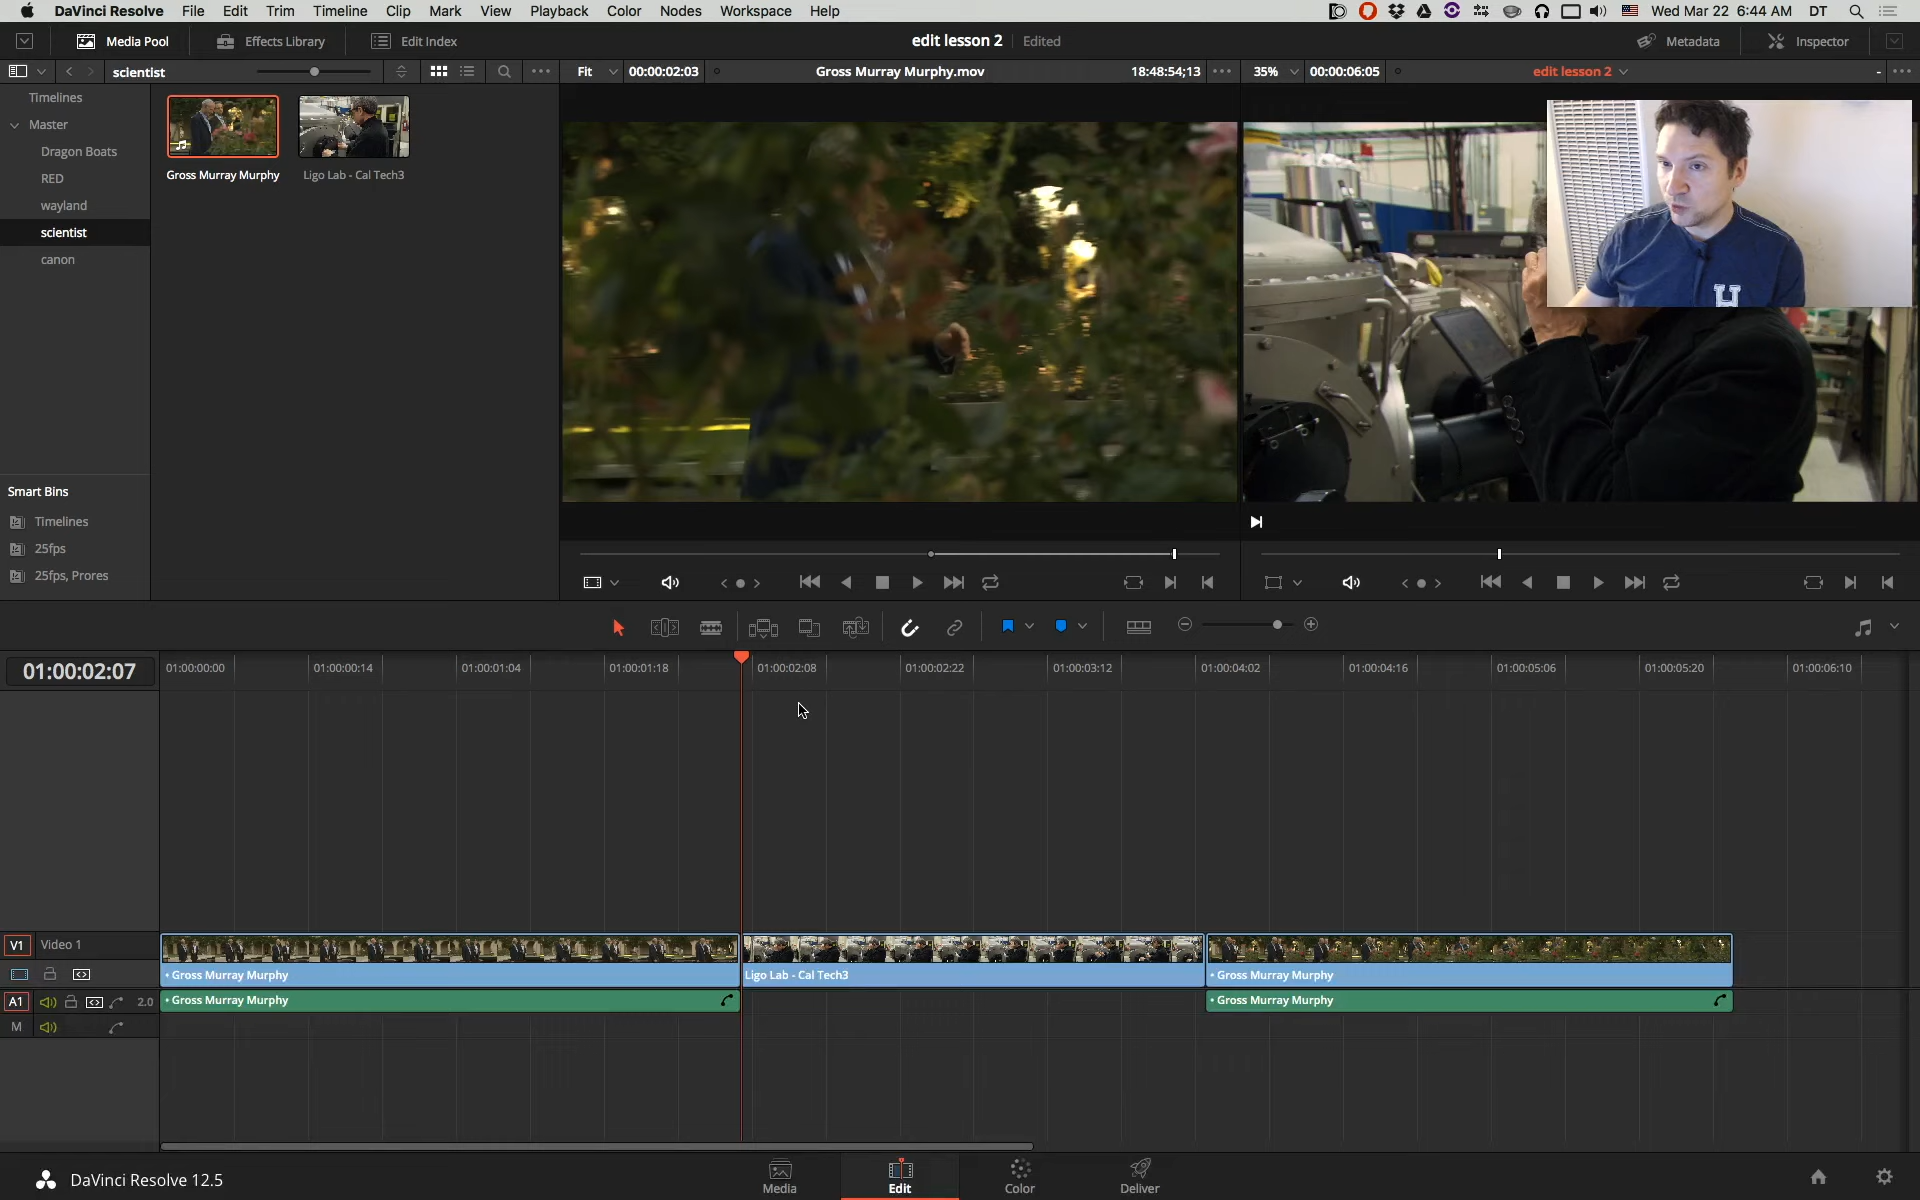 DaVinci Resolve File Edit Trim Timeline Clip Mark View Playback Color Nodes Workspace Help Wed Mar 22 6:44 AM DT
Media Pool Effects Library Edit Index edit lesson 2 Edited Metadata Inspector
scientist Fit 00:00:02:03 Gross Murray Murphy.mov 18:48:54;13 35% 00:00:06:05 edit lesson 2
Timelines
Master
Dragon Boats
RED
wayland
scientist
canon
Gross Murray Murphy Ligo Lab - Cal Tech3
H
Smart Bins
Timelines
25fps
25fps, Prores
01:00:02:07 01:00:00:00 01:00:00:14 01:00:01:04 01:00:01:18 01:00:02:08 01:00:02:22 01:00:03:12 01:00:04:02 01:00:04:16 01:00:05:06 01:00:05:20 01:00:06:10
V1 Video 1
• Gross Murray Murphy Ligo Lab - Cal Tech3 • Gross Murray Murphy
A1 2.0 • Gross Murray Murphy • Gross Murray Murphy
M
DaVinci Resolve 12.5 Media Edit Color Deliver